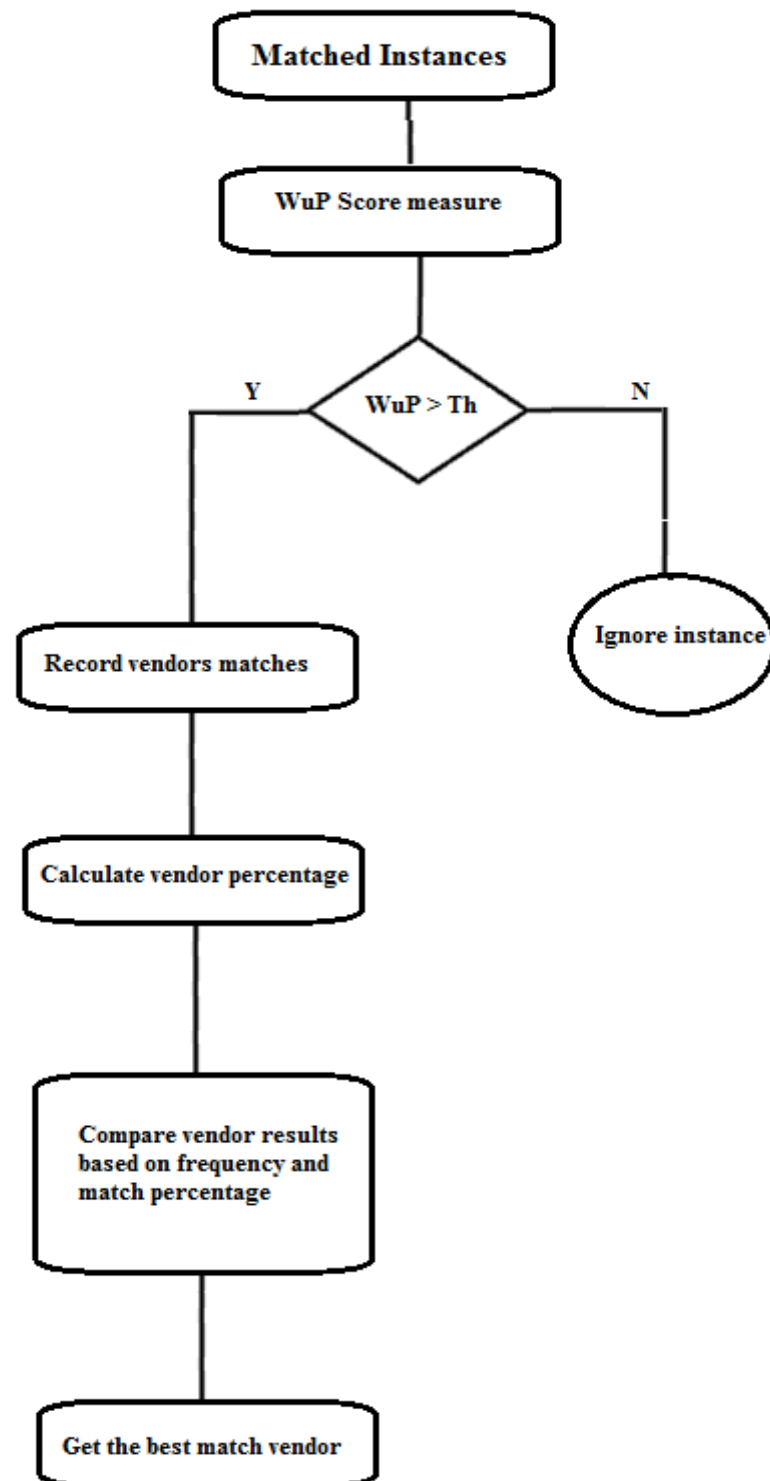 Matched Instances
WuP Score measure
Y
WuP > Th
N
Ignore instance
Record vendors matches
Calculate vendor percentage
Compare vendor results
based on frequency and
match percentage
Get the best match vendor